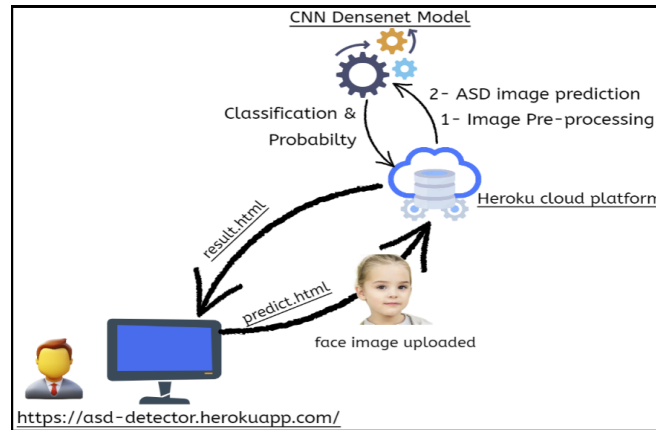 CNN Densenet Model
2- ASD image prediction
1- Image Pre-processing
Classification &
Probabilty
Heroku cloud platform
result.html
predict.html
face image uploaded
https://asd-detector.herokuapp.com/